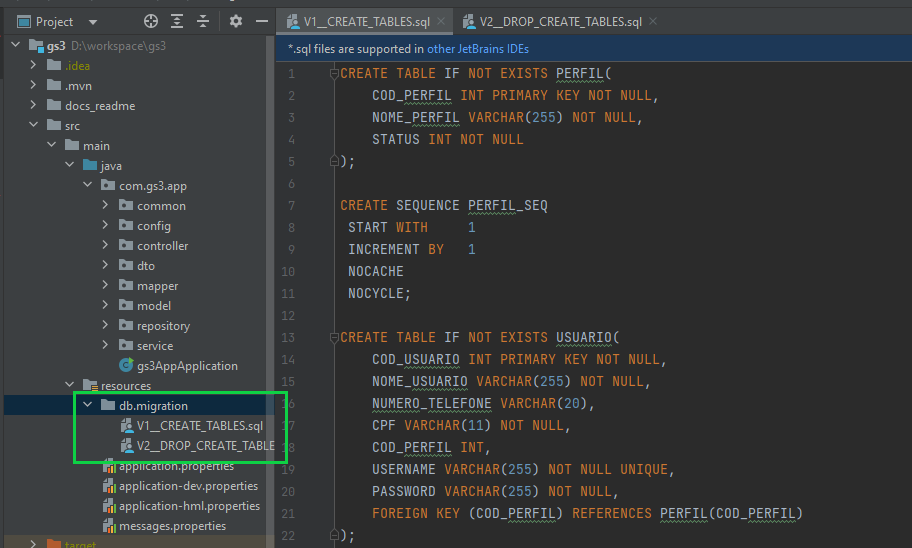 Project
V1__CREATE_TABLES.sql
V2__DROP_CREATE_TABLES.sql
gs3 D:\workspace\gs3
.idea
.mvn
docs_readme
src
main
java
com.gs3.app
common
config
controller
dto
mapper
model
repository
service
gs3AppApplication
resources
db.migration
V1__CREATE_TABLES.sql
V2__DROP_CREATE_TABLE
application.properties
application-dev.properties
application-hml.properties
messages.properties
target
*.sql files are supported in other JetBrains IDEs
1 CREATE TABLE IF NOT EXISTS PERFIL(
2 COD_PERFIL INT PRIMARY KEY NOT NULL,
3 NOME_PERFIL VARCHAR(255) NOT NULL,
4 STATUS INT NOT NULL
5 );
6
7 CREATE SEQUENCE PERFIL_SEQ
8 START WITH 1
9 INCREMENT BY 1
10 NOCACHE
11 NOCYCLE;
12
13 CREATE TABLE IF NOT EXISTS USUARIO(
14 COD_USUARIO INT PRIMARY KEY NOT NULL,
15 NOME_USUARIO VARCHAR(255) NOT NULL,
16 NUMERO_TELEFONE VARCHAR(20),
17 CPF VARCHAR(11) NOT NULL,
18 COD_PERFIL INT,
19 USERNAME VARCHAR(255) NOT NULL UNIQUE,
20 PASSWORD VARCHAR(255) NOT NULL,
21 FOREIGN KEY (COD_PERFIL) REFERENCES PERFIL(COD_PERFIL)
22 );